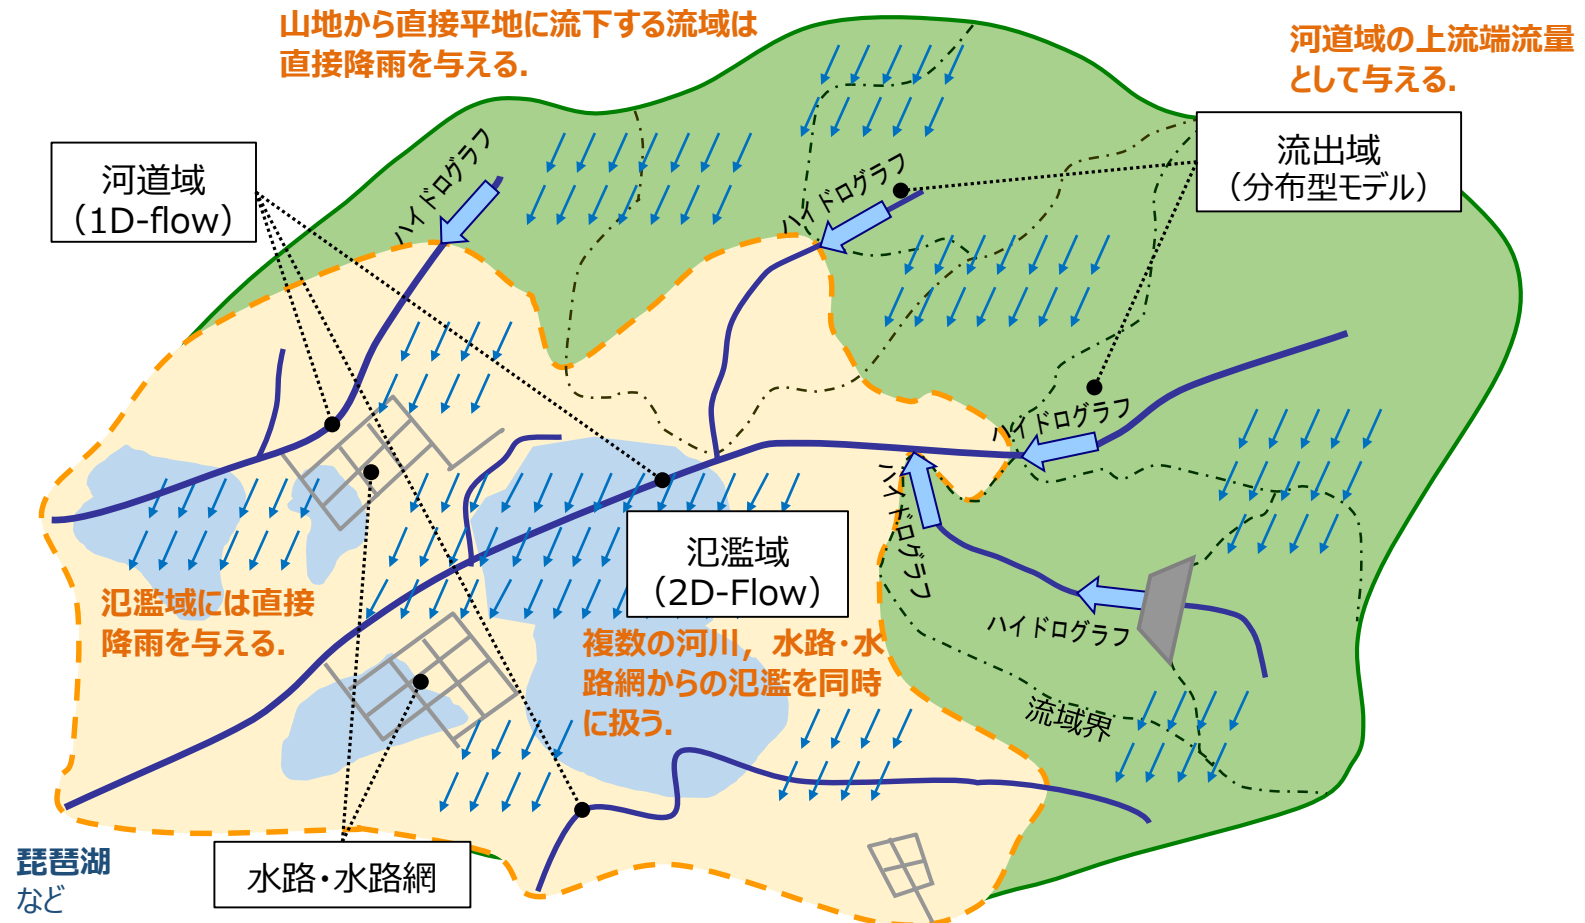 山地から直接平地に流下する流域は
直接降雨を与える.
河道域の上流端流量
として与える.
河道域
（1D-flow）
流出域
（分布型モデル）
ハイドログラフ
ハイドログラフ
ハイドログラフ
ハイドログラフ
ハイドログラフ
氾濫域
（2D-Flow）
氾濫域には直接
降雨を与える.
複数の河川，水路・水
路網からの氾濫を同時
に扱う.
流域界
水路・水路網
琵琶湖
など